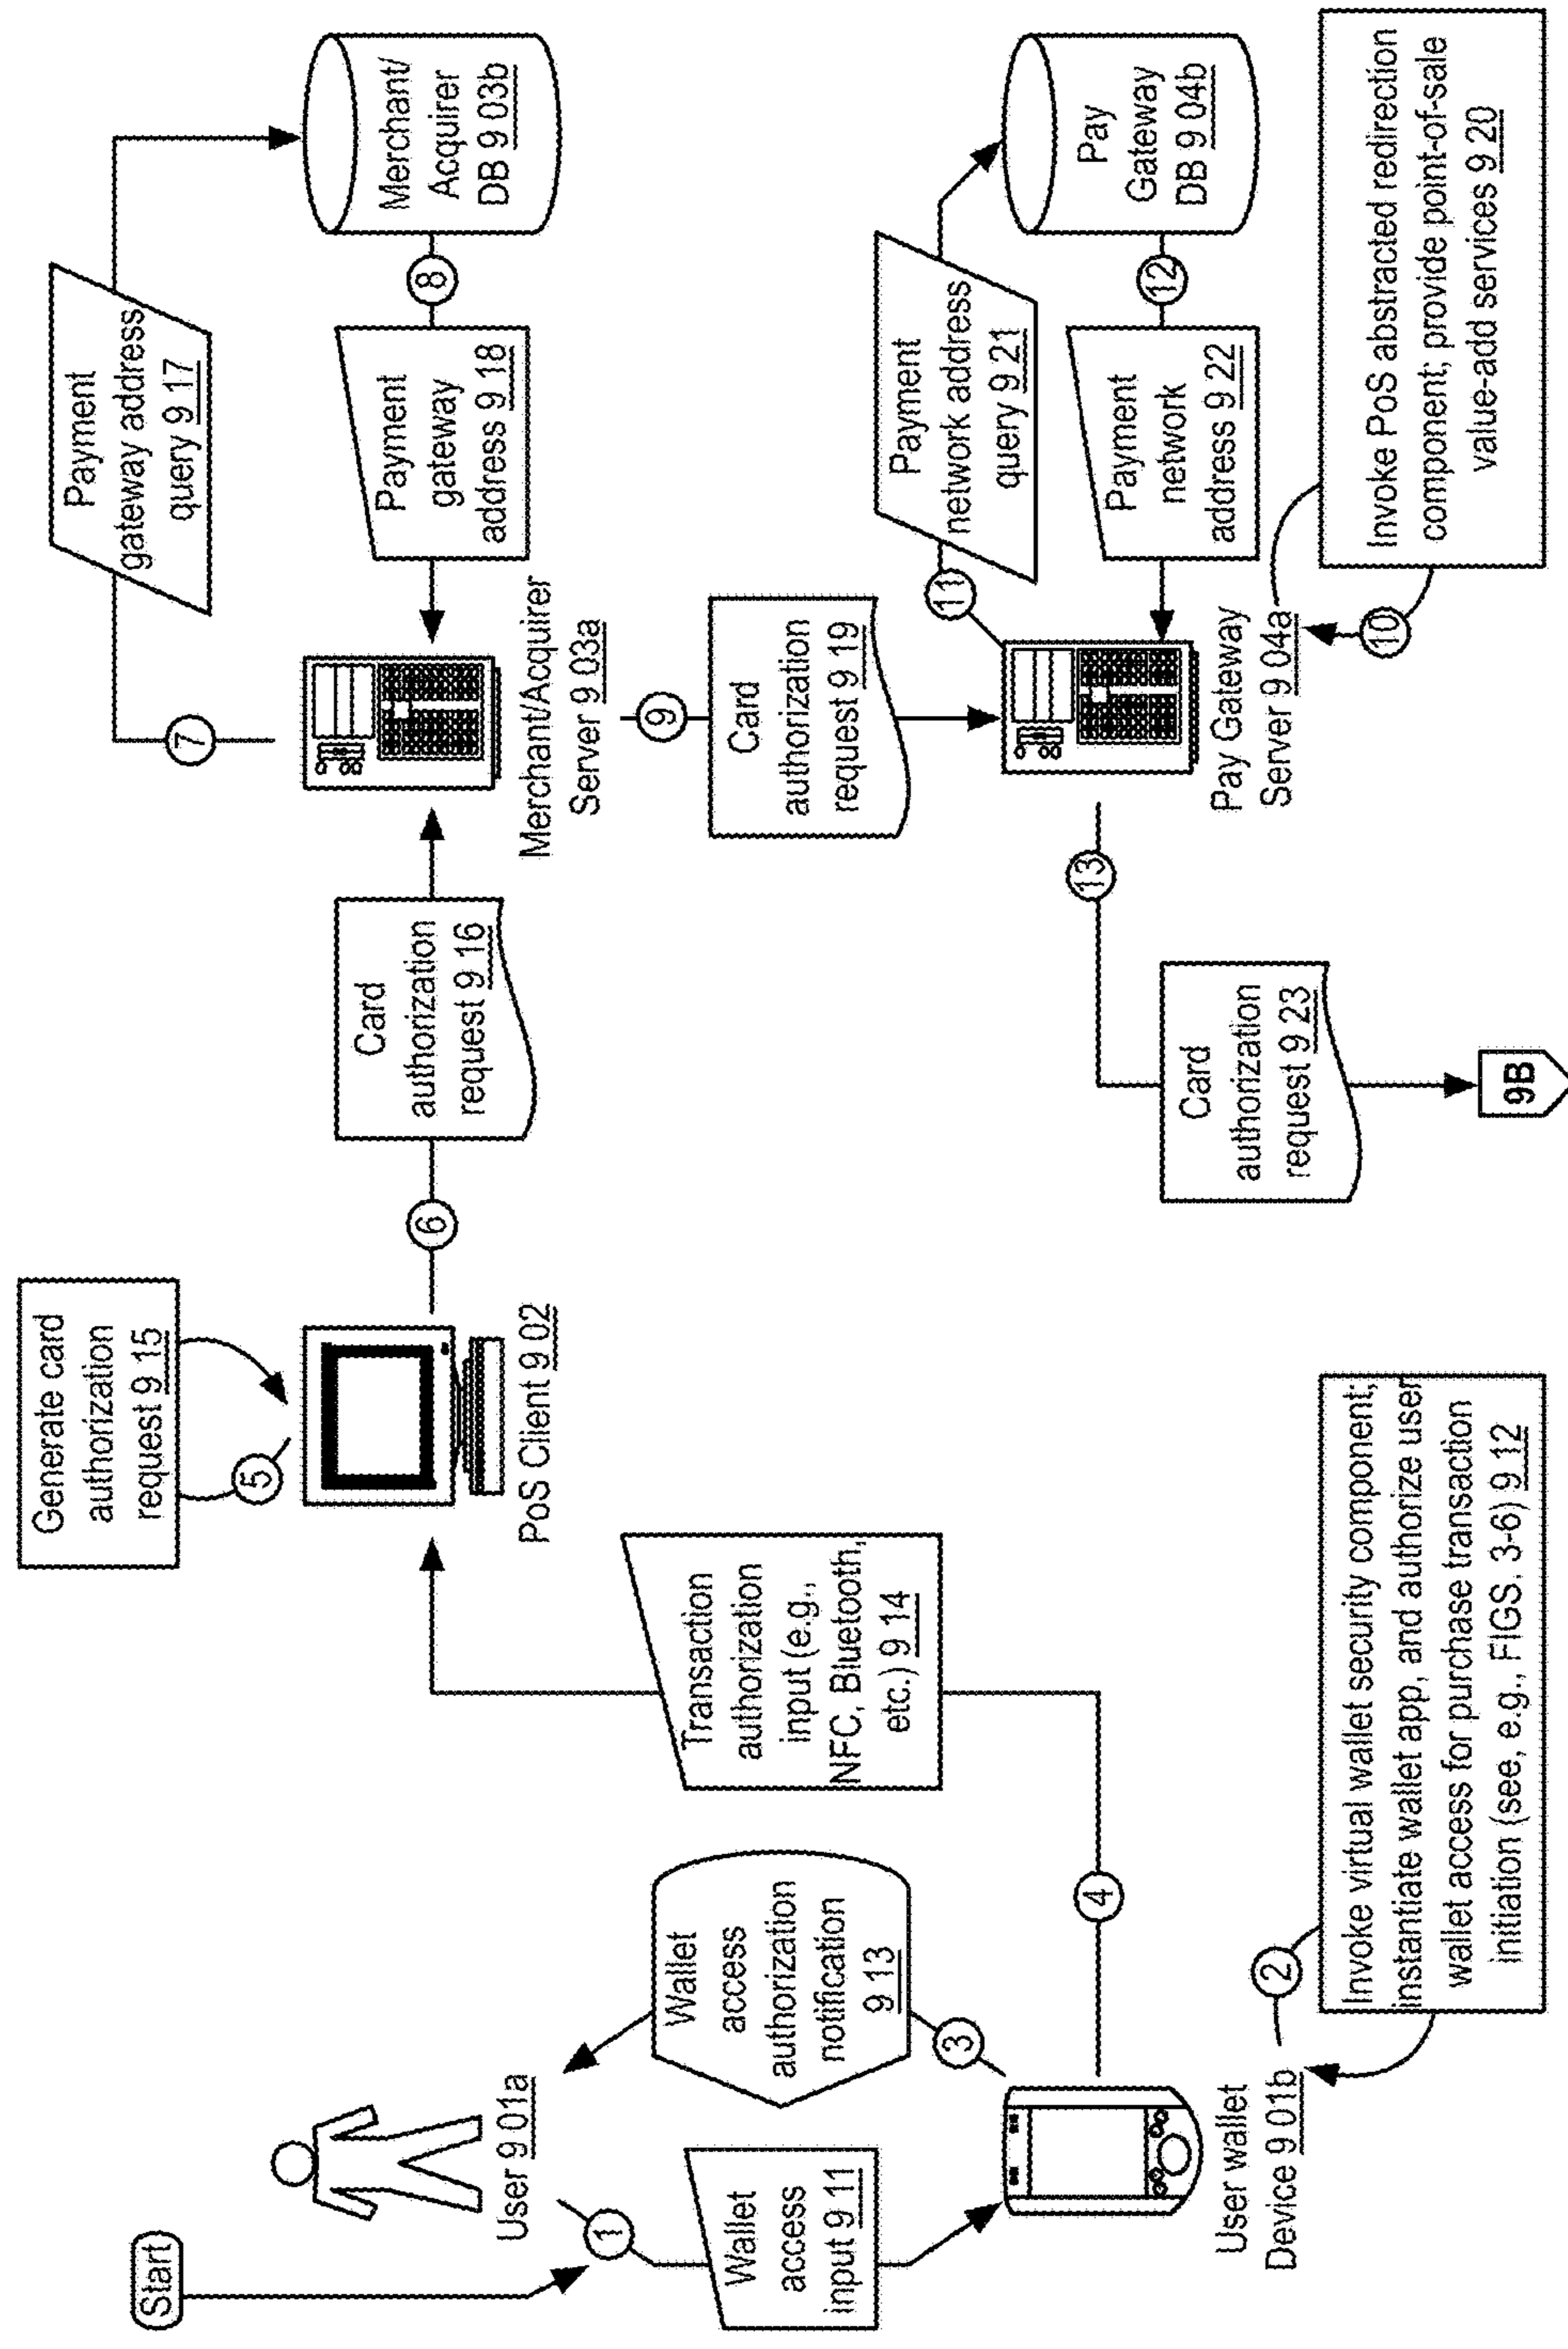 Start
User 9 01a
1
Wallet
access
input 9 11
User wallet
Device 9 01b
2
Invoke virtual wallet security component;
instantiate wallet app, and authorize user
wallet access for purchase transaction
initiation (see, e.g., FIGS. 3-6) 9 12
3
Wallet
access
authorization
notification
9 13
4
Transaction
authorization
input (e.g.,
NFC, Bluetooth,
etc.) 9 14
Generate card
authorization
request 9 15
5
PoS Client 9 02
6
Card
authorization
request 9 16
Merchant/Acquirer
Server 9 03a
7
Payment
gateway address
query 9 17
Merchant/
Acquirer
DB 9 03b
8
Payment
gateway
address 9 18
9
Card
authorization
request 9 19
Pay Gateway
Server 9 04a
10
Invoke PoS abstracted redirection
component; provide point-of-sale
value-add services 9 20
11
Payment
network address
query 9 21
Pay
Gateway
DB 9 04b
12
Payment
network
address 9 22
13
Card
authorization
request 9 23
9B